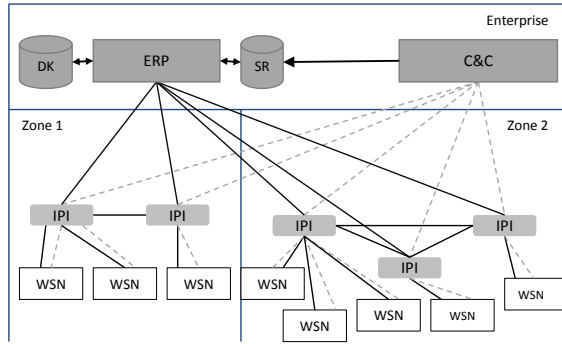 Enterprise
DK
ERP
SR
C&C
Zone 1
Zone 2
IPI
IPI
IPI
IPI
IPI
WSN
WSN
WSN
WSN
WSN
WSN
WSN
WSN